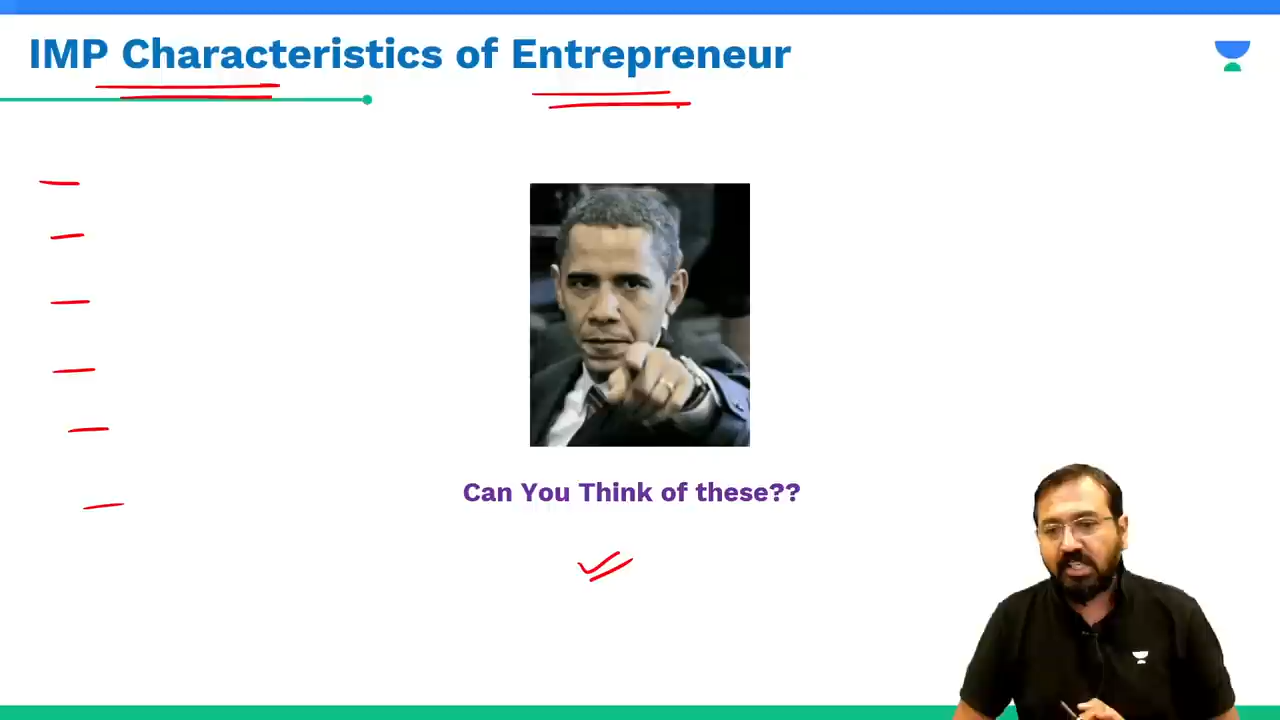 IMP Characteristics of Entrepreneur
Can You Think of these??